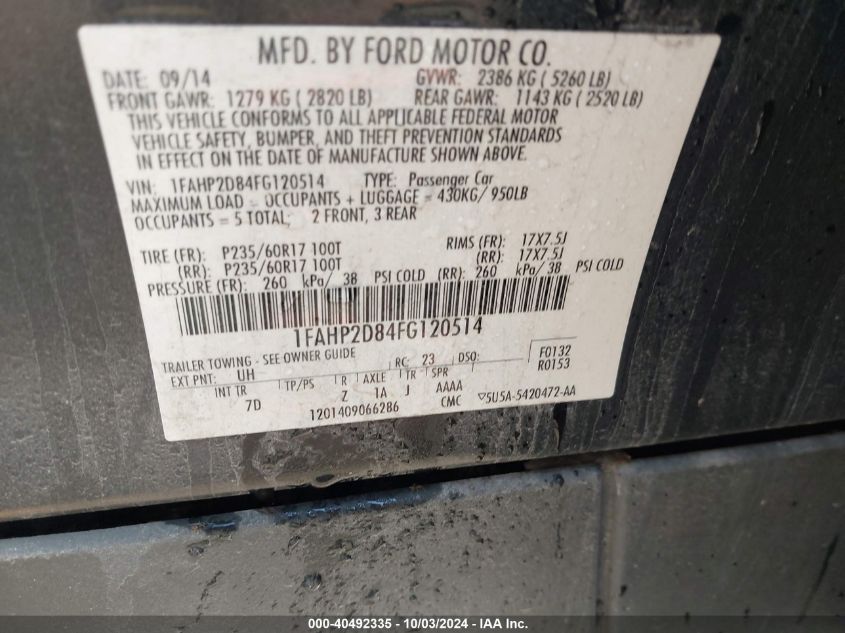 MFD. BY FORD MOTOR CO.
DATE: 09/14 GVWR: 2386 KG ( 5260 LB)
FRONT GAWR: 1279 KG ( 2820 LB) REAR GAWR: 1143 KG ( 2520 LB)
THIS VEHICLE CONFORMS TO ALL APPLICABLE FEDERAL MOTOR
VEHICLE SAFETY, BUMPER, AND THEFT PREVENTION STANDARDS
IN EFFECT ON THE DATE OF MANUFACTURE SHOWN ABOVE.
VIN: 1FAHP2D84FG120514 TYPE: Passenger Car
MAXIMUM LOAD = OCCUPANTS + LUGGAGE = 430KG/ 950LB
OCCUPANTS = 5 TOTAL; 2 FRONT, 3 REAR
TIRE (FR): P235/60R17 100T RIMS (FR): 17X7.5J
(RR): P235/60R17 100T (RR): 17X7.5J
PRESSURE (FR): 260 kPa/ 38 PSI COLD (RR): 260 kPa/ 38 PSI COLD
1FAHP2D84FG120514
TRAILER TOWING - SEE OWNER GUIDE
EXT PNT: UH RC: 23 DSO: F0132
R0153
INT TR TP/PS R AXLE TR SPR
7D Z 1A J AAAA
1201409066286 CMC ▽5U5A-5420472-AA
000-40492335 - 10/03/2024 - IAA Inc.